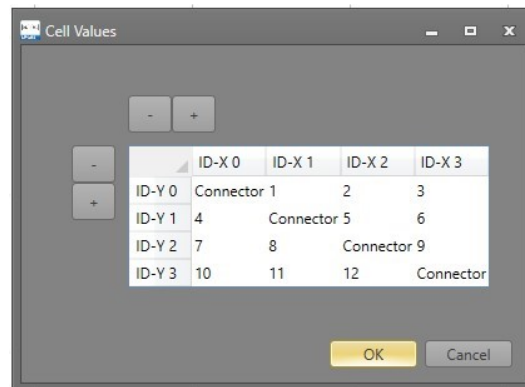 Cell Values
- +
-
+
ID-X 0 ID-X 1 ID-X 2 ID-X 3
ID-Y 0 Connector 1 2 3
ID-Y 1 4 Connector 5 6
ID-Y 2 7 8 Connector 9
ID-Y 3 10 11 12 Connector
OK Cancel